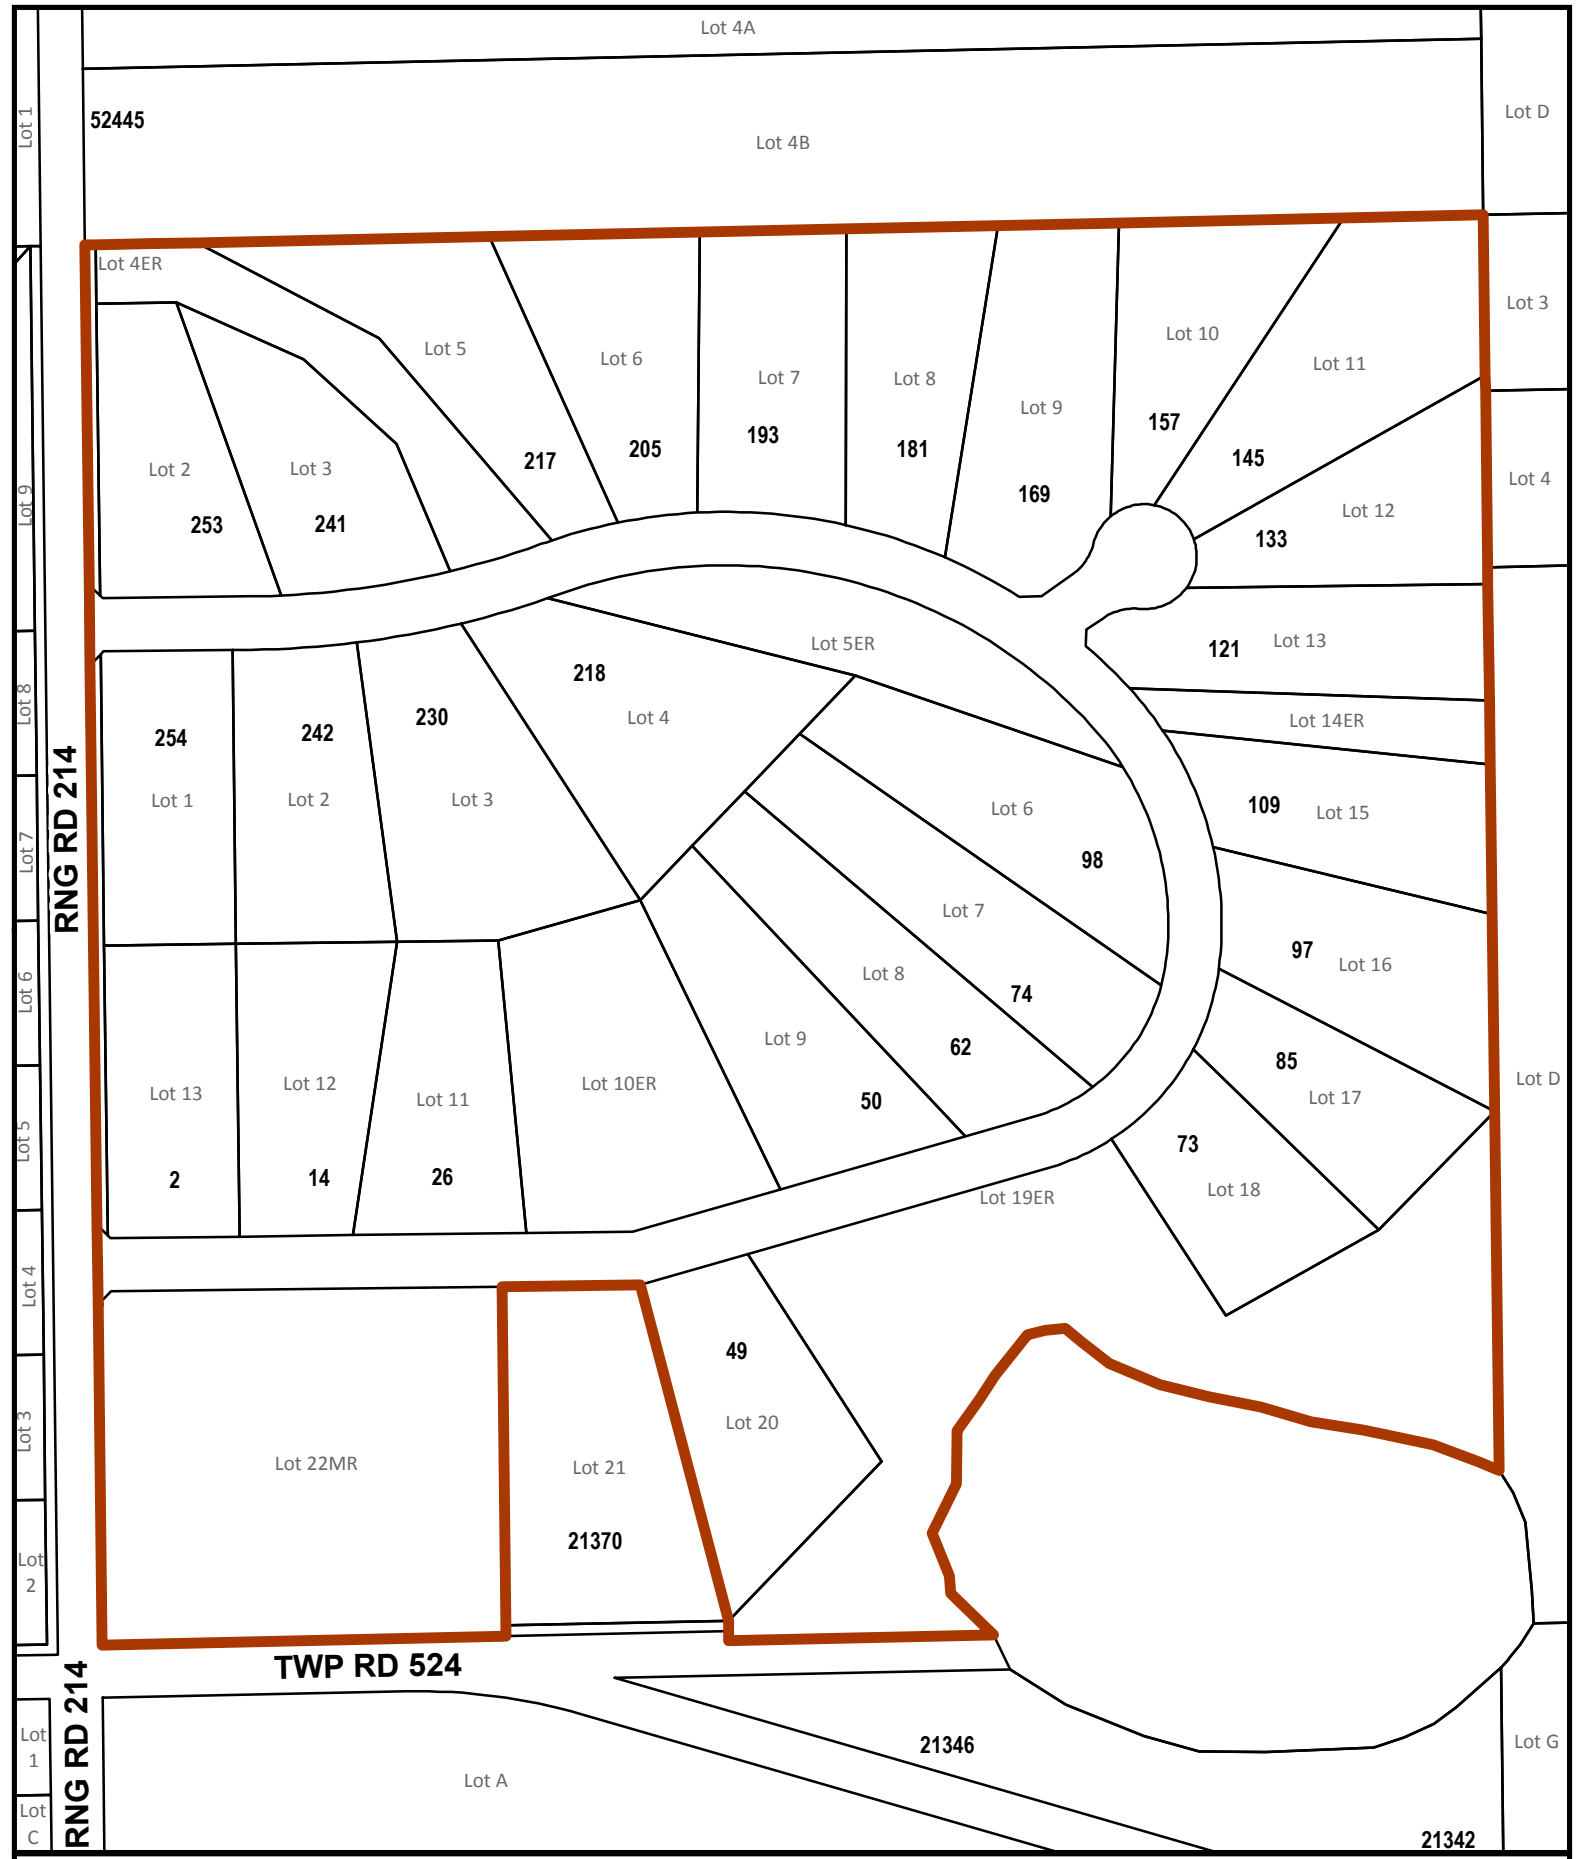 Lot 4A
52445
Lot 4B
Lot D
Lot 1
Lot 4ER
Lot 3
Lot 5
Lot 6
Lot 7
Lot 8
Lot 9
Lot 10
Lot 11
Lot 2
Lot 3
253
241
217
205
193
181
169
157
145
Lot 12
133
Lot 4
Lot 9
Lot 5ER
121
Lot 13
Lot 14ER
218
Lot 4
230
242
254
Lot 1
Lot 2
Lot 3
Lot 8
RNG RD 214
Lot 7
Lot 6
98
109
Lot 15
Lot 7
74
Lot 8
62
Lot 9
50
97
Lot 16
85
Lot 17
73
Lot 18
Lot D
Lot 6
Lot 13
2
Lot 12
14
Lot 11
26
Lot 10ER
Lot 19ER
Lot 5
Lot 4
Lot 3
Lot
2
49
Lot 20
Lot 22MR
Lot 21
21370
TWP RD 524
RNG RD 214
Lot
1
Lot
C
Lot A
21346
Lot G
21342